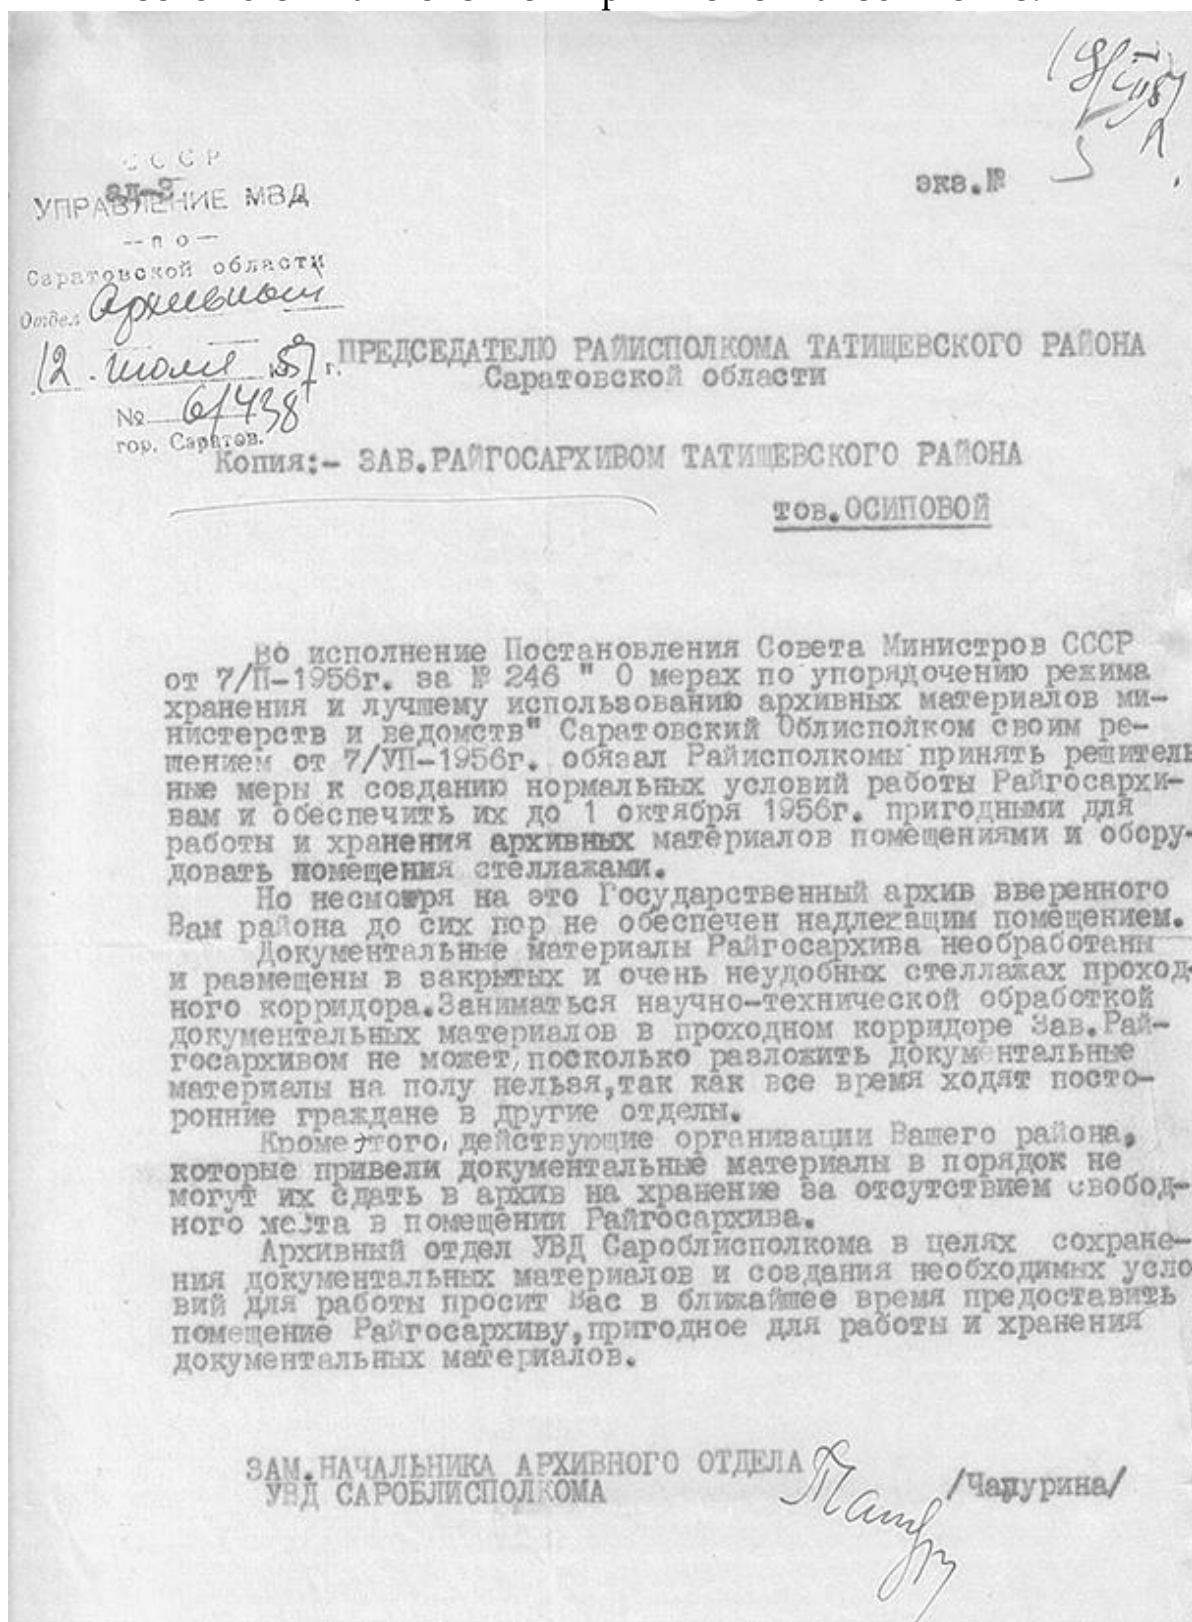 СССР
УПРАВЛЕНИЕ МВД
—по—
Саратовской области
Отдел Архивный
12. июля 1957 г.
№ 6/438
гор. Саратов.
экз.№
ПРЕДСЕДАТЕЛЮ РАЙИСПОЛКОМА ТАТИЩЕВСКОГО РАЙОНА
Саратовской области
Копия:- ЗАВ.РАЙГОСАРХИВОМ ТАТИЩЕВСКОГО РАЙОНА
тов.ОСИПОВОЙ
Во исполнение Постановления Совета Министров СССР
от 7/II-1956г. за № 246 " О мерах по упорядочению режима
хранения и лучшему использованию архивных материалов ми-
нистерств и ведомств" Саратовский Облисполком своим ре-
шением от 7/УП-1956г. обязал Райисполкомы принять решитель
ные меры к созданию нормальных условий работы Райгосархи-
вам и обеспечить их до 1 октября 1956г. пригодными для
работы и хранения архивных материалов помещениями и обору-
довать помещения стеллажами.
Но несмотря на это Государственный архив вверенного
Вам района до сих пор не обеспечен надлежащим помещением.
Документальные материалы Райгосархива необработаны
и размещены в закрытых и очень неудобных стеллажах проход-
ного корридора.Заниматься научно-технической обработкой
документальных материалов в проходном корридоре Зав.Рай-
госархивом не может,посколько разложить документальные
материалы на полу нельзя,так как все время ходят посто-
ронние граждане в другие отделы.
Кроме этого, действующие организации Вашего района,
которые привели документальные материалы в порядок не
могут их сдать в архив на хранение за отсутствием свобод-
ного места в помещении Райгосархива.
Архивный отдел УВД Сароблисполкома в целях сохране-
ния документальных материалов и создания необходимых усло
вий для работы просит Вас в ближайшее время предоставить
помещение Райгосархиву,пригодное для работы и хранения
документальных материалов.
ЗАМ.НАЧАЛЬНИКА АРХИВНОГО ОТДЕЛА
УВД САРОБЛИСПОЛКОМА /Чапурина/